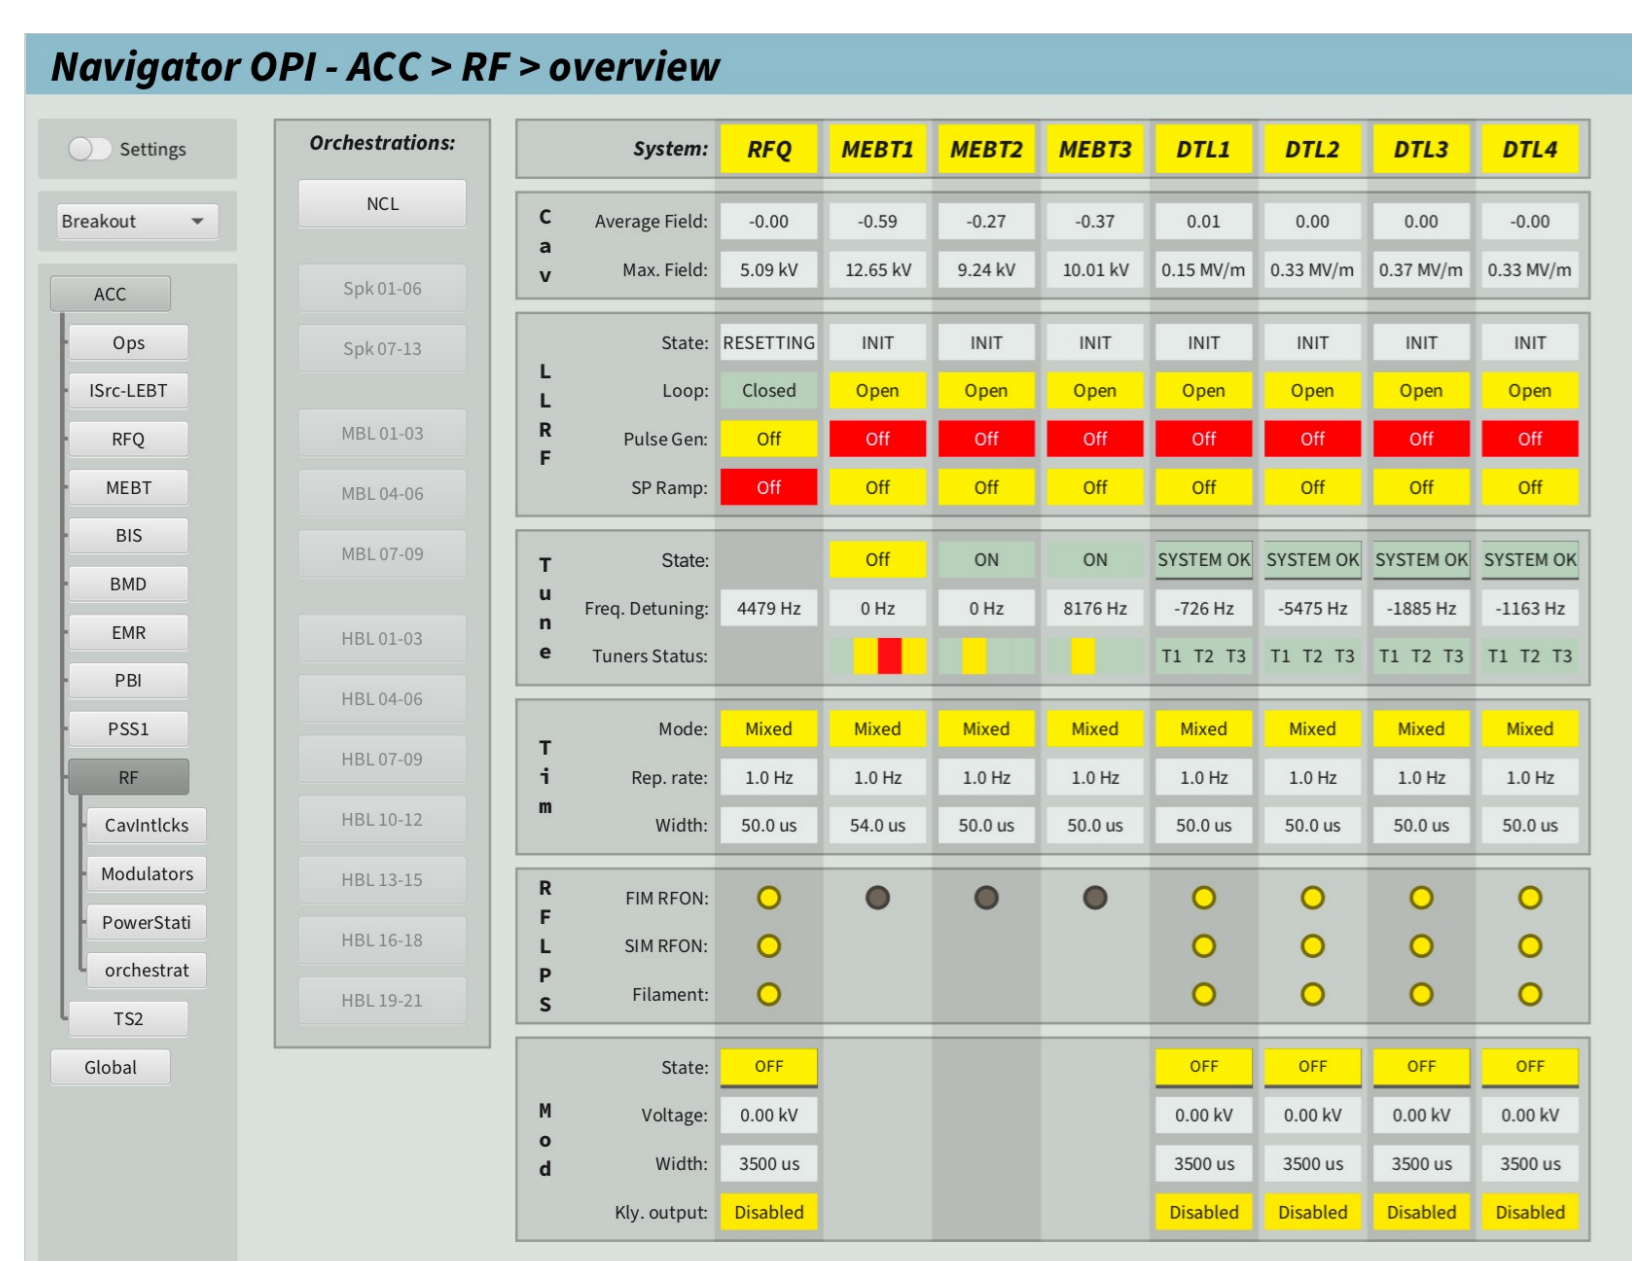 Navigator OPI - ACC > RF > overview
Settings
Breakout
ACC
Ops
ISrc-LEBT
RFQ
MEBT
BIS
BMD
EMR
PBI
PSS1
RF
CavIntlcks
Modulators
PowerStati
orchestrat
TS2
Global
Orchestrations:
NCL
Spk 01-06
Spk 07-13
MBL 01-03
MBL 04-06
MBL 07-09
HBL 01-03
HBL 04-06
HBL 07-09
HBL 10-12
HBL 13-15
HBL 16-18
HBL 19-21
System: RFQ MEBT1 MEBT2 MEBT3 DTL1 DTL2 DTL3 DTL4
Cav
Average Field: -0.00 -0.59 -0.27 -0.37 0.01 0.00 0.00 -0.00
Max. Field: 5.09 kV 12.65 kV 9.24 kV 10.01 kV 0.15 MV/m 0.33 MV/m 0.37 MV/m 0.33 MV/m
LLRF
State: RESETTING INIT INIT INIT INIT INIT INIT INIT
Loop: Closed Open Open Open Open Open Open Open
Pulse Gen: Off Off Off Off Off Off Off Off
SP Ramp: Off Off Off Off Off Off Off Off
Tune
State: Off ON ON SYSTEM OK SYSTEM OK SYSTEM OK SYSTEM OK
Freq. Detuning: 4479 Hz 0 Hz 0 Hz 8176 Hz -726 Hz -5475 Hz -1885 Hz -1163 Hz
Tuners Status: T1 T2 T3 T1 T2 T3 T1 T2 T3 T1 T2 T3
Tim
Mode: Mixed Mixed Mixed Mixed Mixed Mixed Mixed Mixed
Rep. rate: 1.0 Hz 1.0 Hz 1.0 Hz 1.0 Hz 1.0 Hz 1.0 Hz 1.0 Hz 1.0 Hz
Width: 50.0 us 54.0 us 50.0 us 50.0 us 50.0 us 50.0 us 50.0 us 50.0 us
RFLPS
FIM RFON:
SIM RFON:
Filament:
Mod
State: OFF OFF OFF OFF OFF
Voltage: 0.00 kV 0.00 kV 0.00 kV 0.00 kV 0.00 kV
Width: 3500 us 3500 us 3500 us 3500 us 3500 us
Kly. output: Disabled Disabled Disabled Disabled Disabled